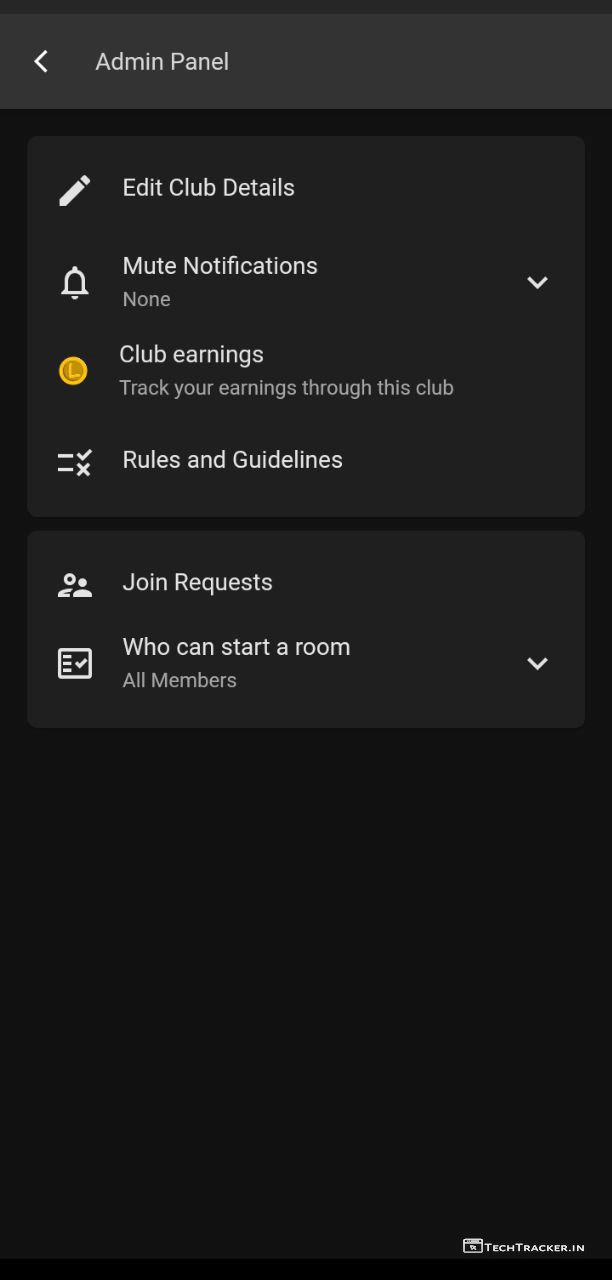 Admin Panel
Edit Club Details
Mute Notifications
None
Club earnings
Track your earnings through this club
Rules and Guidelines
Join Requests
Who can start a room
All Members
TechTracker.in